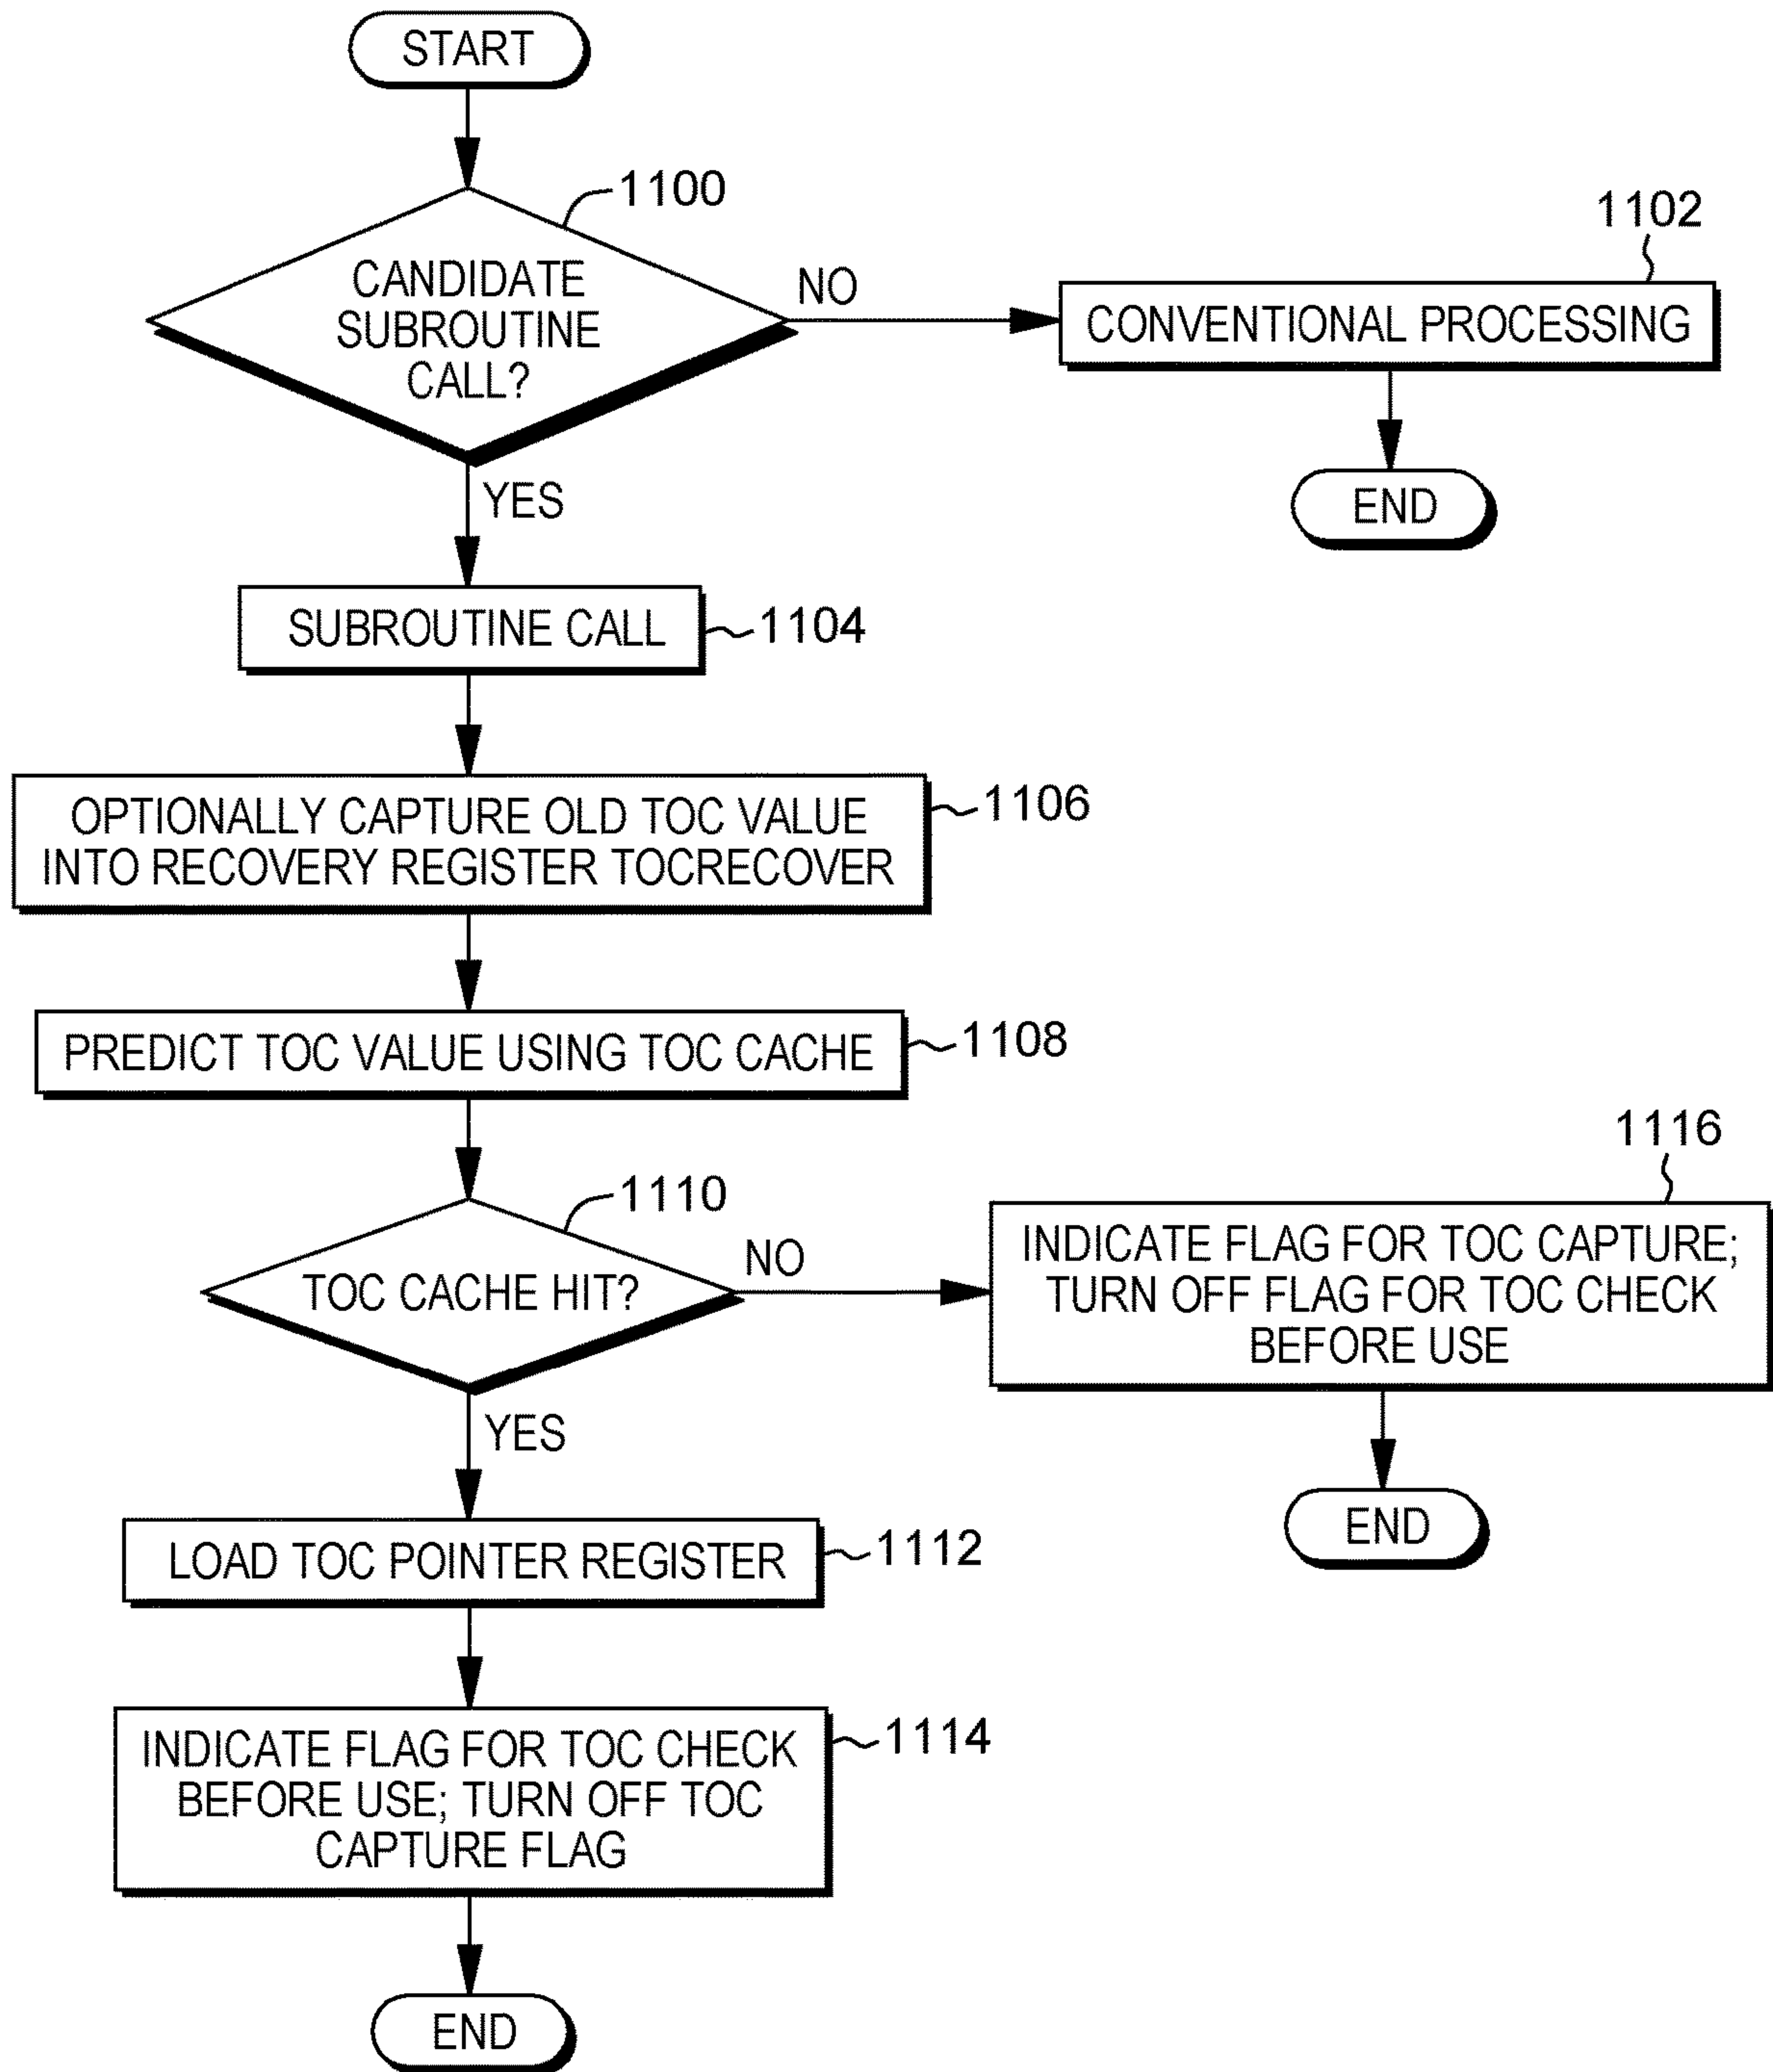 START
1100
CANDIDATE
SUBROUTINE
CALL?
NO
1102
CONVENTIONAL PROCESSING
END
YES
SUBROUTINE CALL
1104
OPTIONALLY CAPTURE OLD TOC VALUE
INTO RECOVERY REGISTER TOCRECOVER
1106
PREDICT TOC VALUE USING TOC CACHE
1108
1110
TOC CACHE HIT?
NO
1116
INDICATE FLAG FOR TOC CAPTURE;
TURN OFF FLAG FOR TOC CHECK
BEFORE USE
END
YES
LOAD TOC POINTER REGISTER
1112
INDICATE FLAG FOR TOC CHECK
BEFORE USE; TURN OFF TOC
CAPTURE FLAG
1114
END